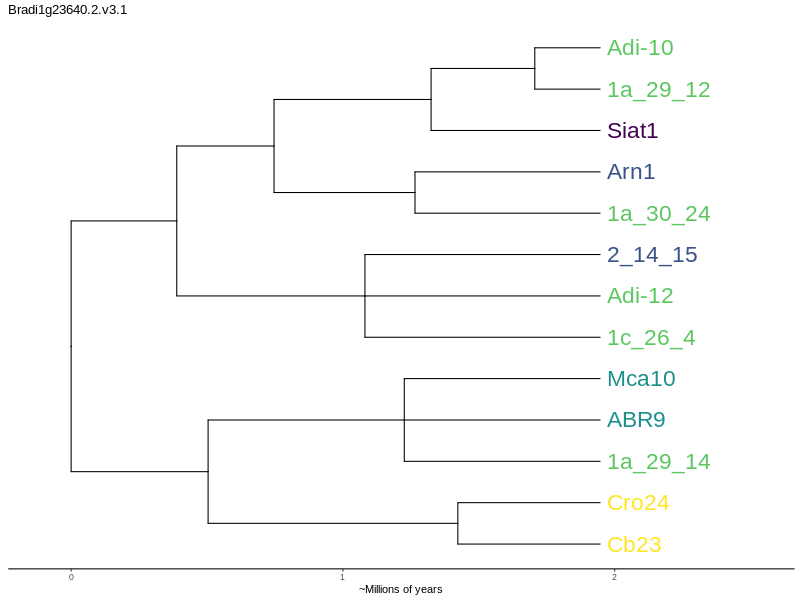 Bradi1g23640.2.v3.1
Adi-10
1a_29_12
Siat1
Arn1
1a_30_24
2_14_15
Adi-12
1c_26_4
Mca10
ABR9
1a_29_14
Cro24
Cb23
0 1 2
~Millions of years